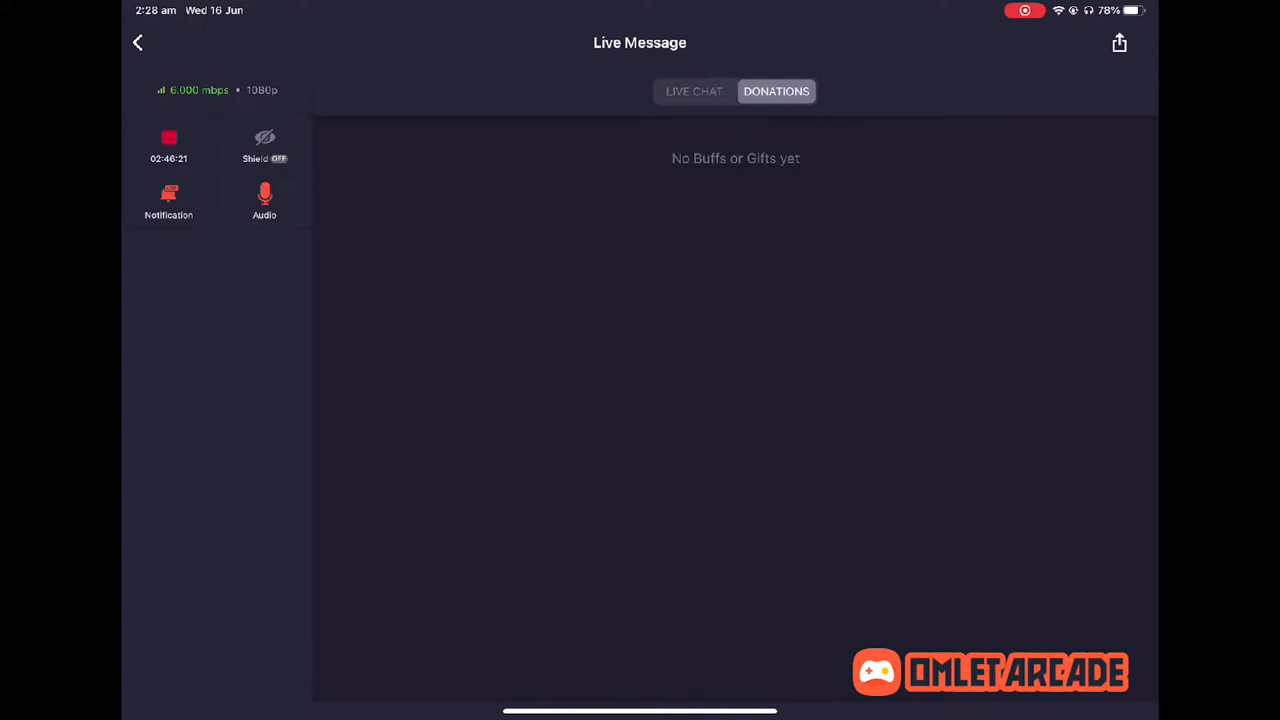 2:28 am Wed 16 Jun
78%
Live Message
6.000 mbps • 1080p
LIVE CHAT
DONATIONS
02:46:21
Shield OFF
No Buffs or Gifts yet
Notification
Audio
OMLET ARCADE